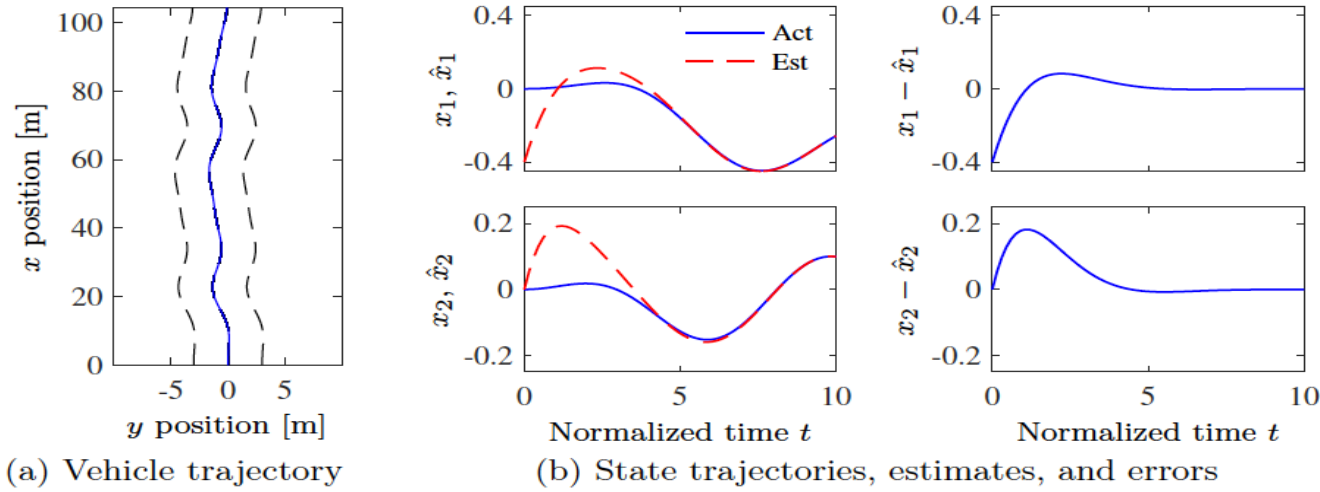 100
80
60
40
20
0
-5
0
5
x position [m]
y position [m]
(a) Vehicle trajectory
0.4
0
-0.4
x₁, x̂₁
Act
Est
0.4
0
-0.4
x₁ − x̂₁
0.2
0
-0.2
0
5
10
x₂, x̂₂
Normalized time t
0.2
0
-0.2
0
5
10
x₂ − x̂₂
Normalized time t
(b) State trajectories, estimates, and errors